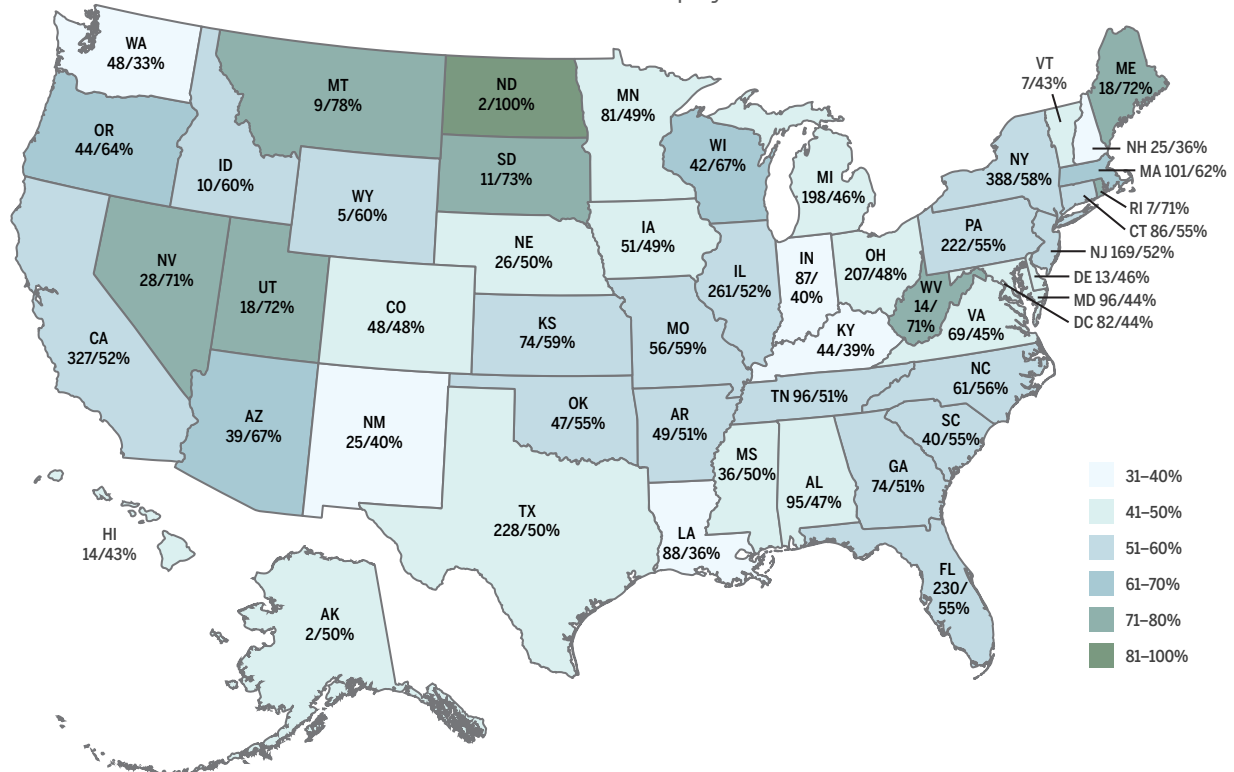 WA
48/33%
OR
44/64%
ID
10/60%
MT
9/78%
ND
2/100%
SD
11/73%
MN
81/49%
WI
42/67%
MI
198/46%
WY
5/60%
NE
26/50%
IA
51/49%
NV
28/71%
UT
18/72%
CO
48/48%
CA
327/52%
KS
74/59%
MO
56/59%
IL
261/52%
IN
87/
40%
OH
207/48%
KY
44/39%
WV
14/
71%
VA
69/45%
PA
222/55%
NY
388/58%
VT
7/43%
ME
18/72%
NH 25/36%
MA 101/62%
RI 7/71%
CT 86/55%
NJ 169/52%
DE 13/46%
MD 96/44%
DC 82/44%
AZ
39/67%
NM
25/40%
OK
47/55%
AR
49/51%
TN 96/51%
NC
61/56%
SC
40/55%
TX
228/50%
LA
88/36%
MS
36/50%
AL
95/47%
GA
74/51%
FL
230/
55%
HI
14/43%
AK
2/50%
31–40%
41–50%
51–60%
61–70%
71–80%
81–100%